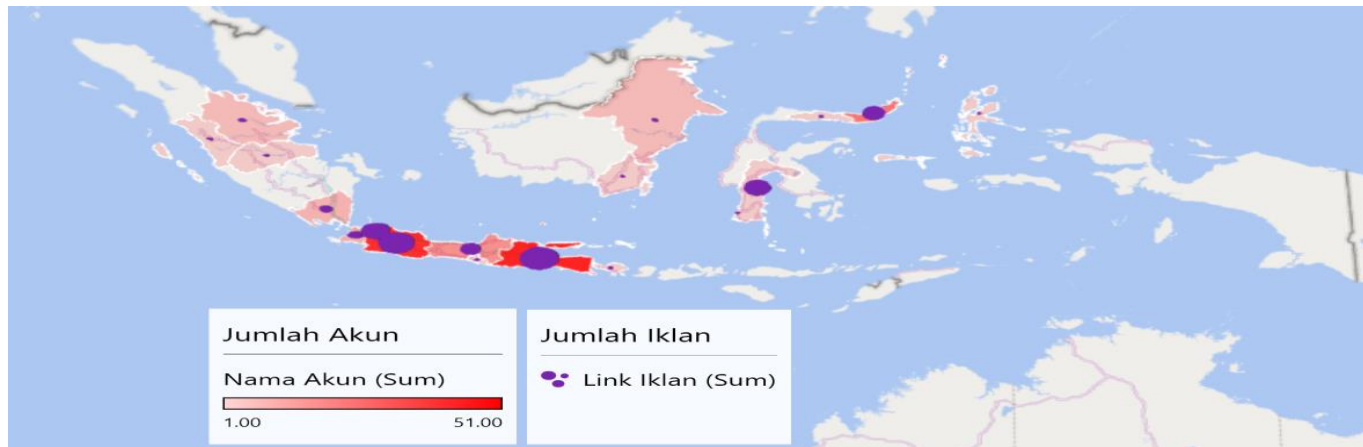 Jumlah Akun
Nama Akun (Sum)
1.00 51.00
Jumlah Iklan
Link Iklan (Sum)